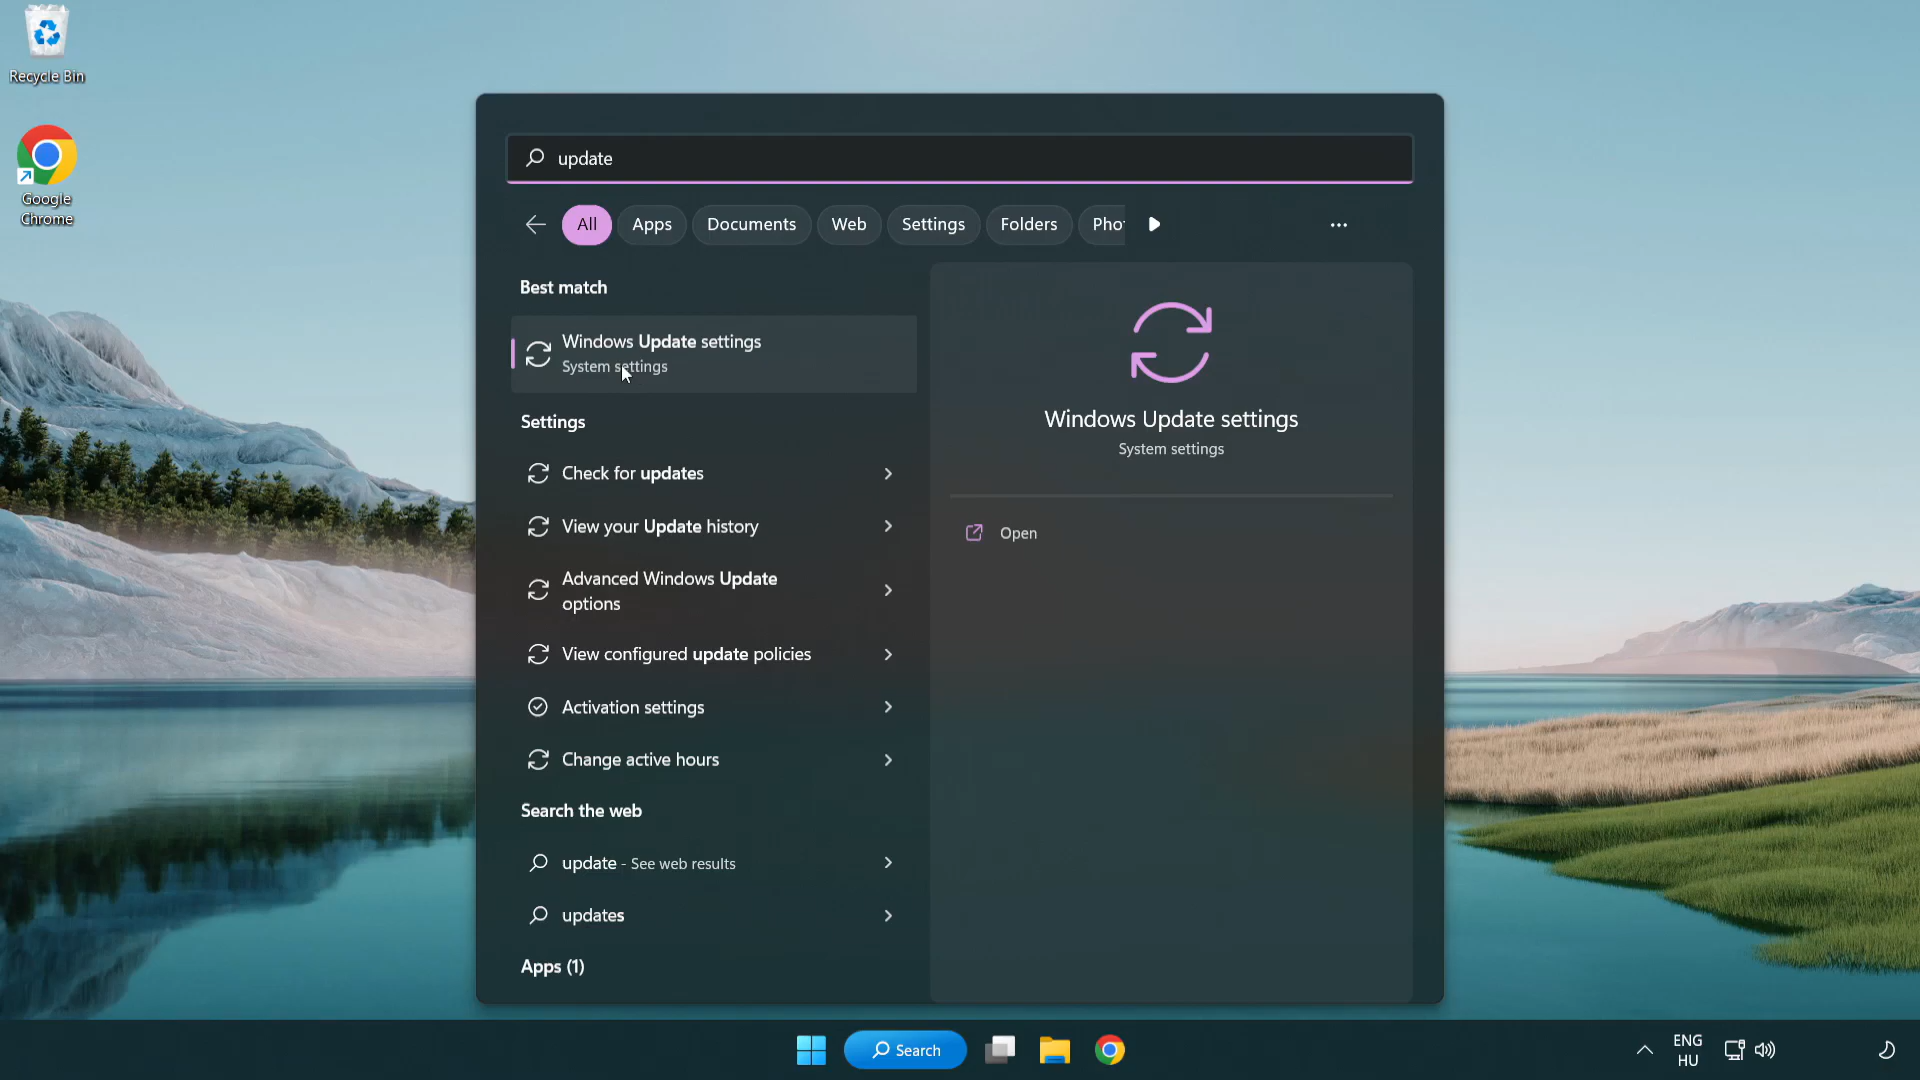 Recycle Bin
Google
Chrome
update
All
Apps
Documents
Web
Settings
Folders
Pho
Best match
Windows Update settings
System settings
Settings
Check for updates
View your Update history
Advanced Windows Update
options
View configured update policies
Activation settings
Change active hours
Search the web
update - See web results
updates
Apps (1)
Windows Update settings
System settings
Open
Search
ENG
HU